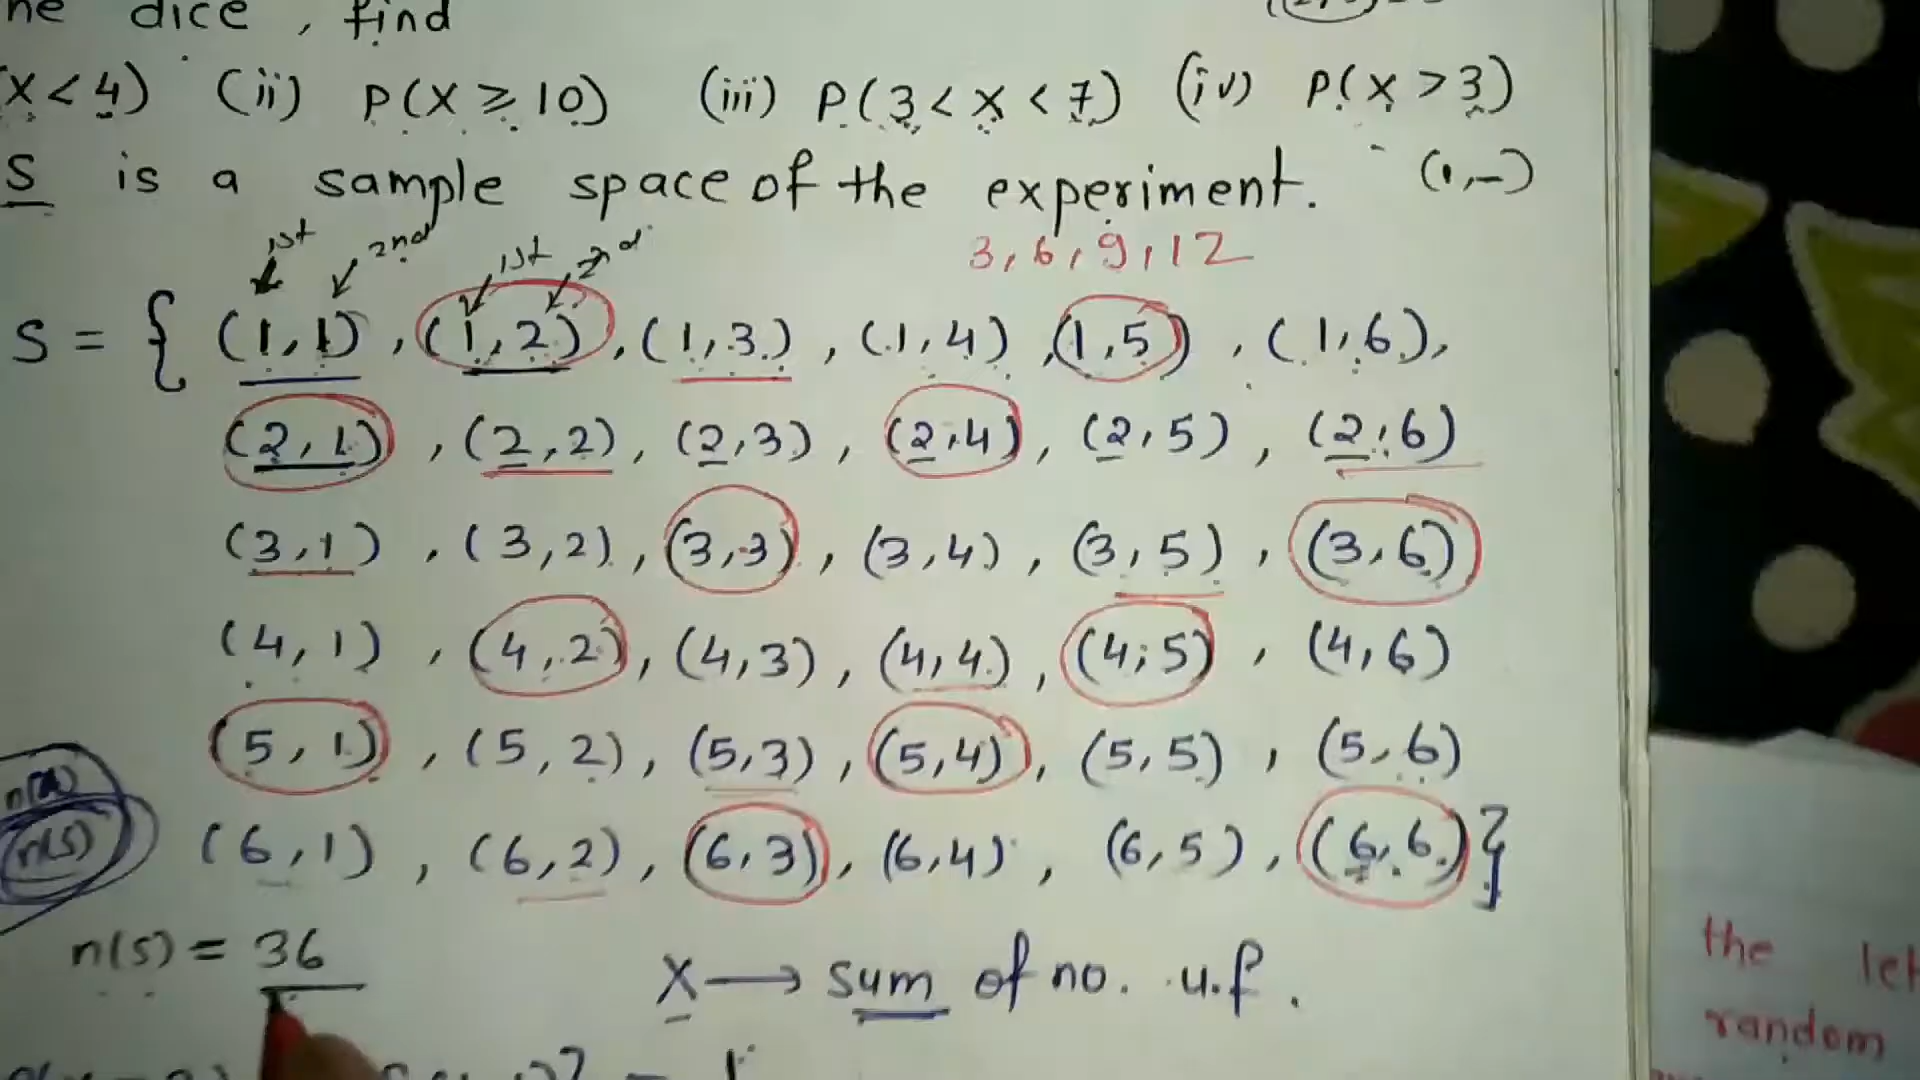 dice, find
X < 4) (ii) P(X ≥ 10) (iii) P(3 < X < 7) (iv) P(X > 3)
S is a sample space of the experiment. (1,–)
1st 2nd 1st 2nd 3, 6, 9, 12
S = { (1,1), (1,2), (1,3), (1,4), (1,5), (1,6),
(2,1), (2,2), (2,3), (2,4), (2,5), (2,6)
(3,1), (3,2), (3,3), (3,4), (3,5), (3,6)
(4,1), (4,2), (4,3), (4,4), (4,5), (4,6)
(5,1), (5,2), (5,3), (5,4), (5,5), (5,6)
(6,1), (6,2), (6,3), (6,4), (6,5), (6,6) }
n(S)
n(S) = 36 X → sum of no. u.f.
the
random